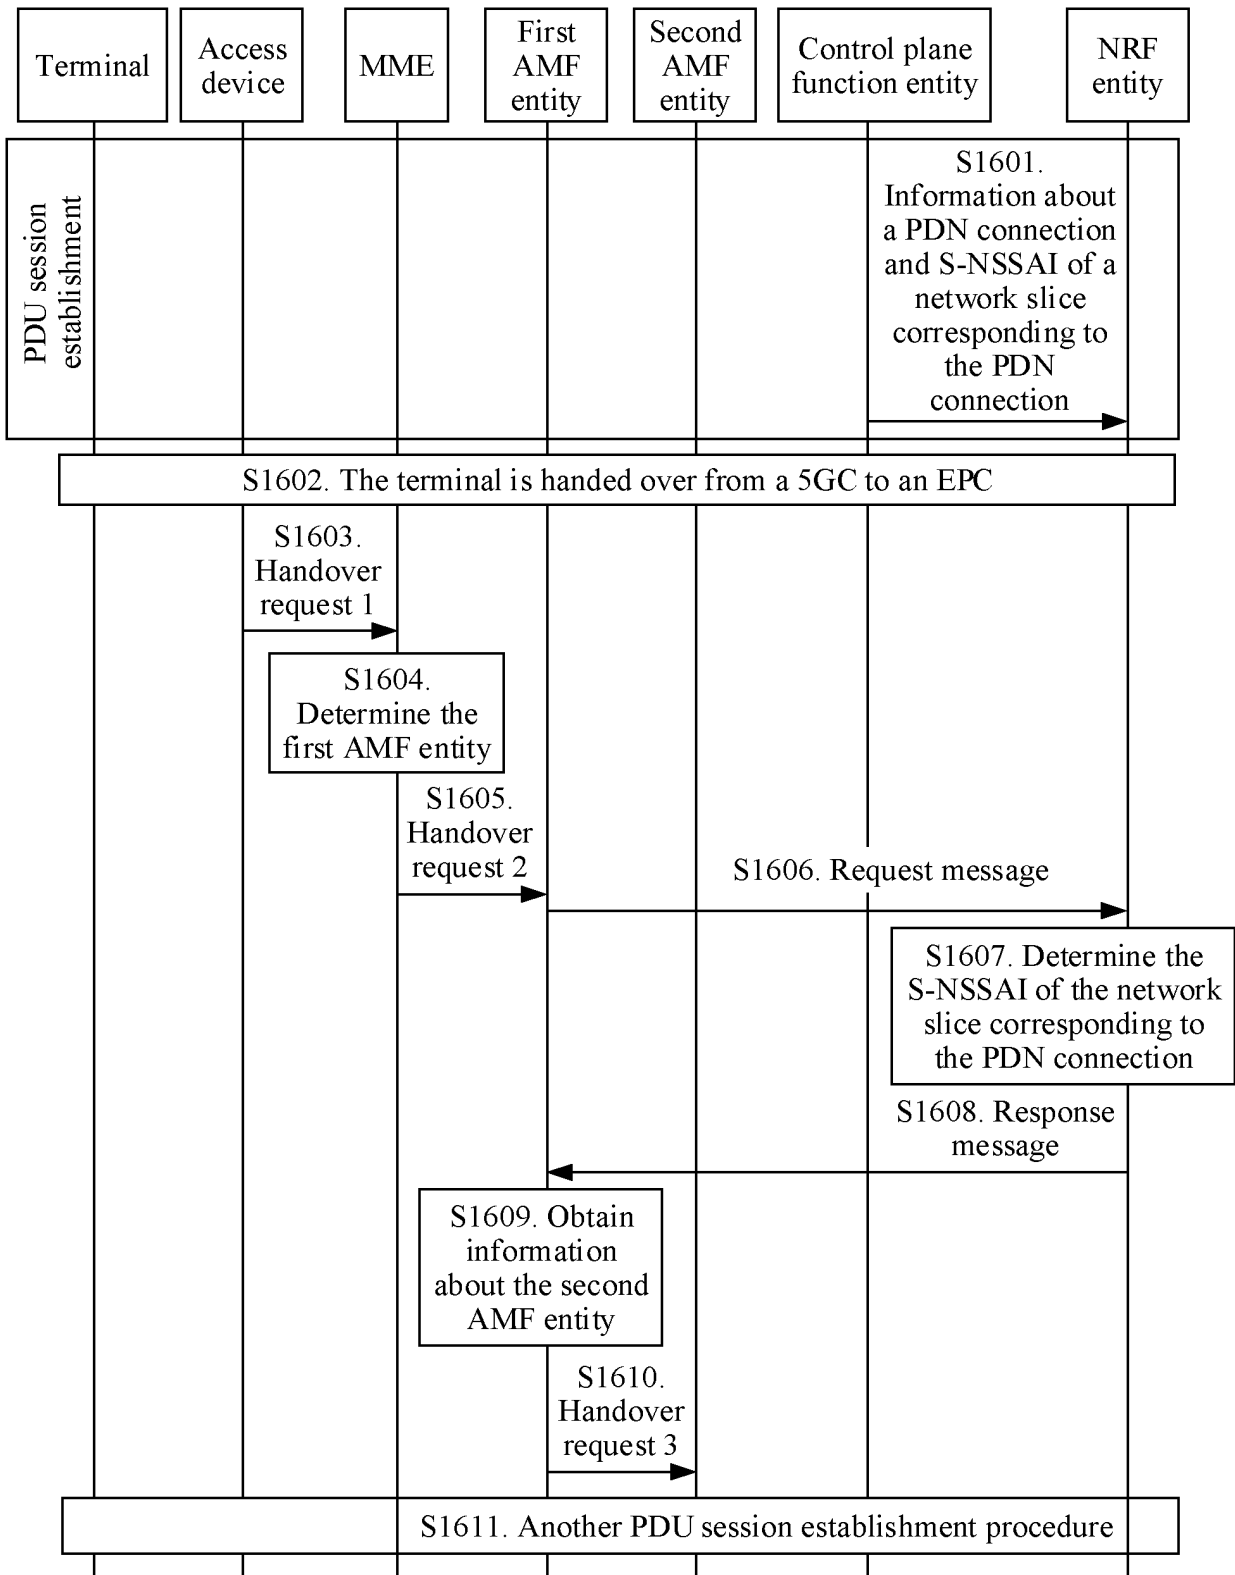 Terminal
Access
device
MME
First
AMF
entity
Second
AMF
entity
Control plane
function entity
NRF
entity
PDU session
establishment
S1601.
Information about
a PDN connection
and S-NSSAI of a
network slice
corresponding to
the PDN
connection
S1602. The terminal is handed over from a 5GC to an EPC
S1603.
Handover
request 1
S1604.
Determine the
first AMF entity
S1605.
Handover
request 2
S1606. Request message
S1607. Determine the
S-NSSAI of the network
slice corresponding to
the PDN connection
S1608. Response
message
S1609. Obtain
information
about the second
AMF entity
S1610.
Handover
request 3
S1611. Another PDU session establishment procedure